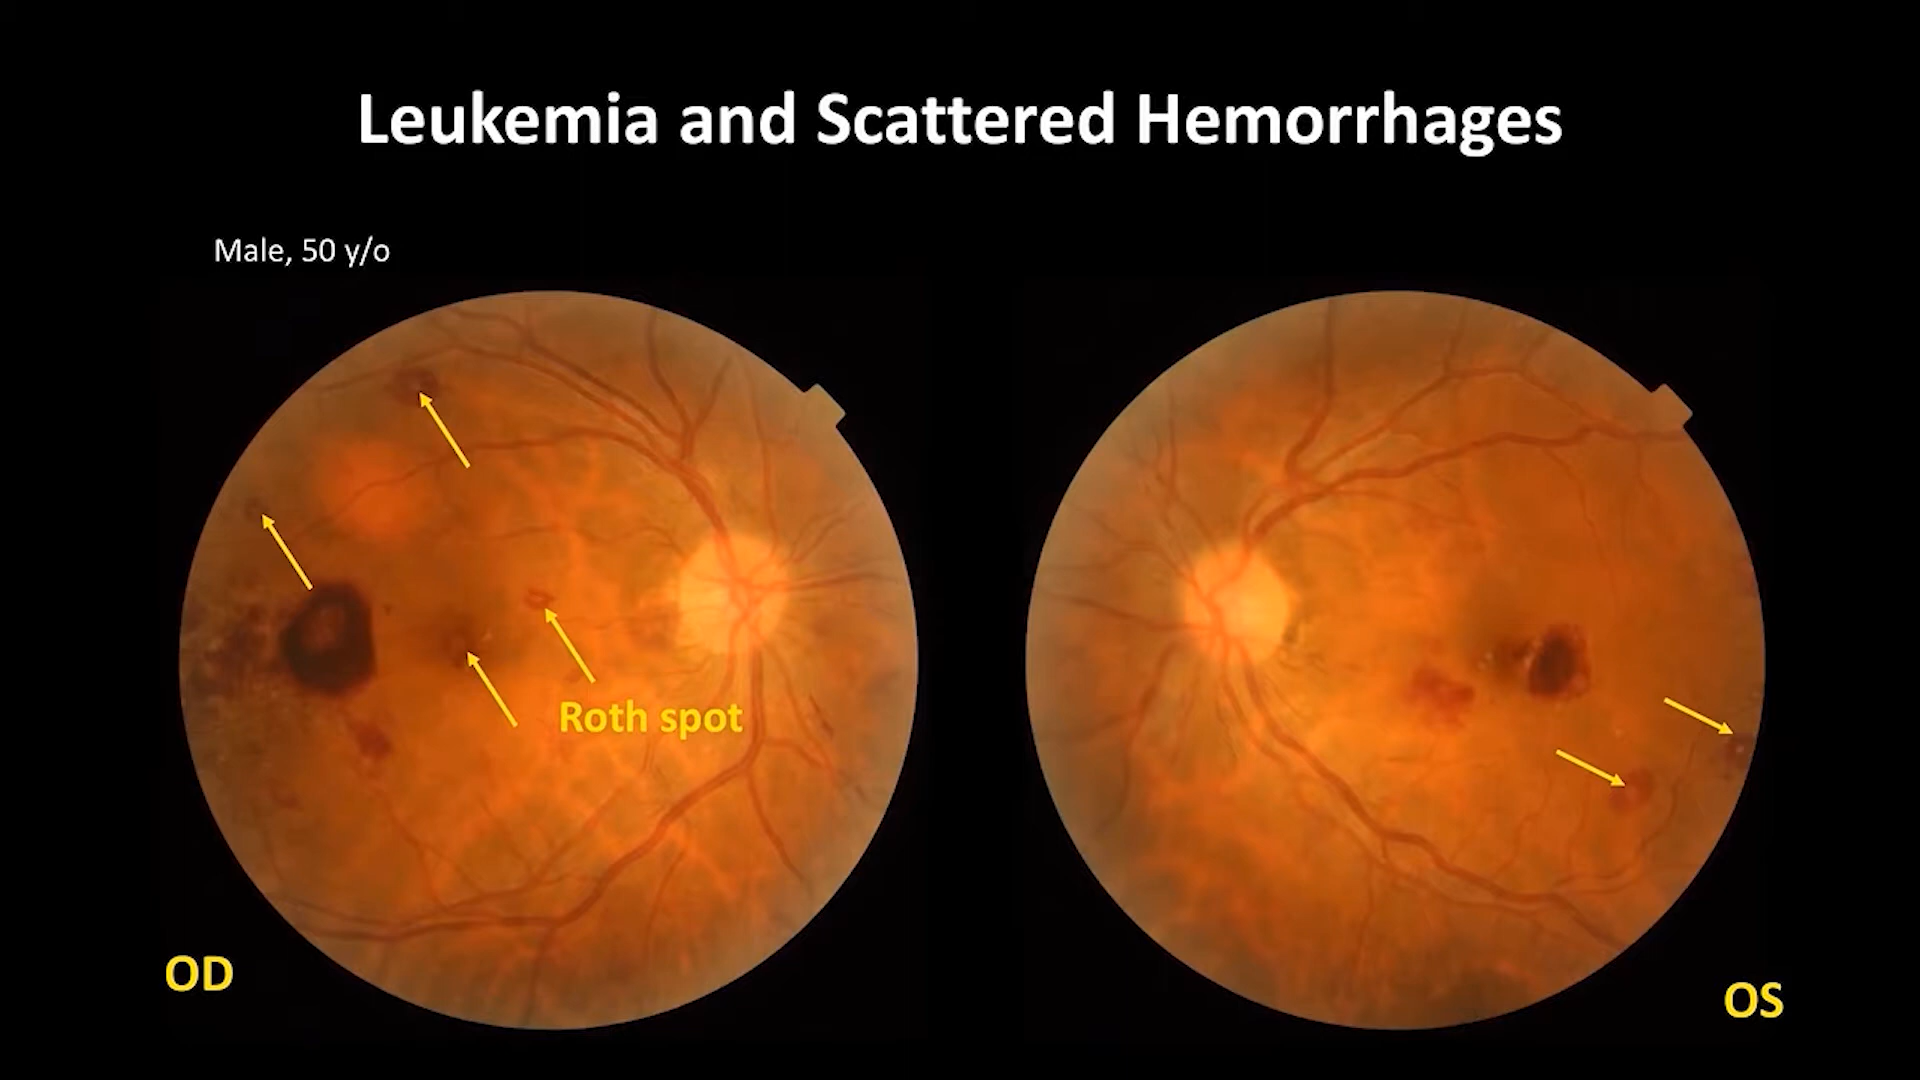 Leukemia and Scattered Hemorrhages
Male, 50 y/o
Roth spot
OD
OS